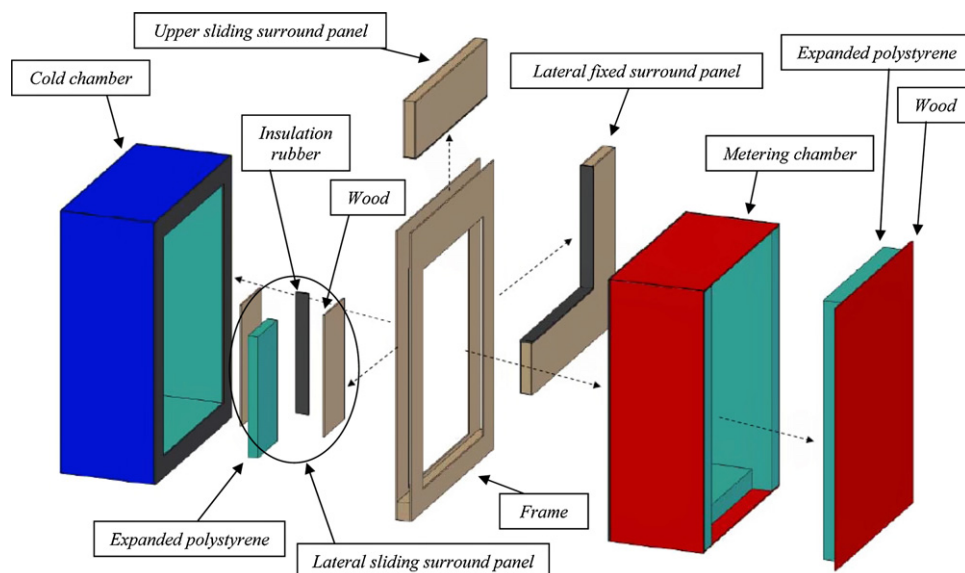 Upper sliding surround panel
Cold chamber
Lateral fixed surround panel
Expanded polystyrene
Wood
Insulation
rubber
Wood
Metering chamber
Frame
Expanded polystyrene
Lateral sliding surround panel